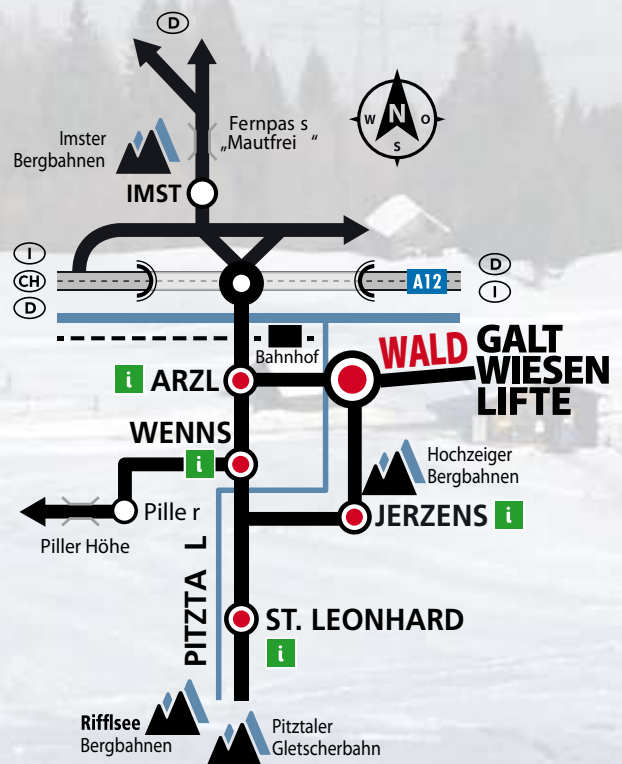 D
Imster
Bergbahnen
Fernpas s
„Mautfrei “
N
W
O
S
IMST
I
CH
D
A12
D
I
Bahnhof
WALD
GALT
WIESEN
LIFTE
i ARZL
WENNS
i
Hochzeiger
Bergbahnen
Pille r
Piller Höhe
JERZENS i
PITZTA L
ST. LEONHARD
i
Rifflsee
Bergbahnen
Pitztaler
Gletscherbahn